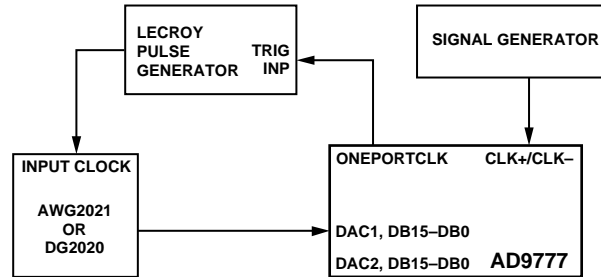 LECROY
PULSE
GENERATOR
TRIG
INP
SIGNAL GENERATOR
INPUT CLOCK
AWG2021
OR
DG2020
ONEPORTCLK CLK+/CLK–
DAC1, DB15–DB0
DAC2, DB15–DB0 AD9777